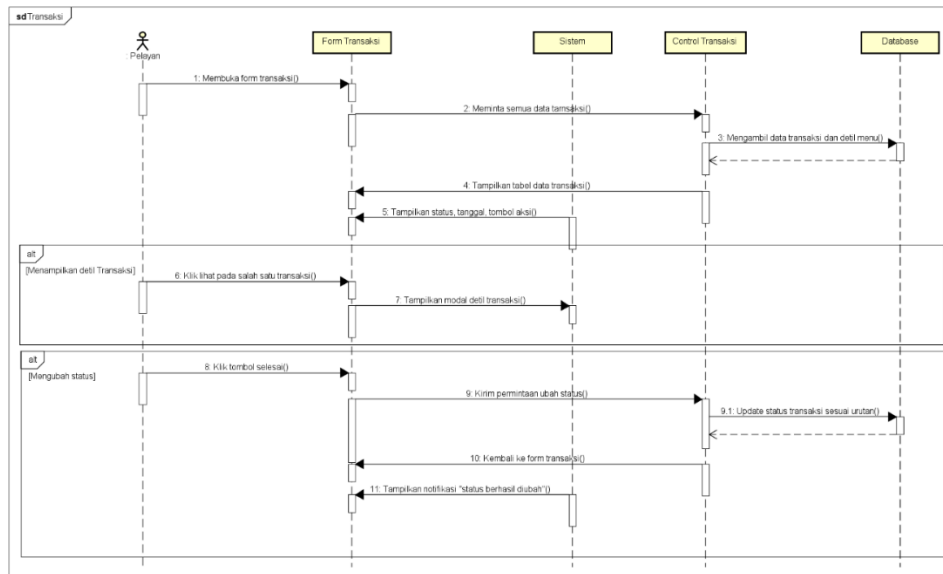 sd Transaksi
: Pelayan
Form Transaksi
Sistem
Control Transaksi
Database
1: Membuka form transaksi()
2: Meminta semua data tarnsaksi()
3: Mengambil data transaksi dan detil menu()
4: Tampilkan tabel data transaksi()
5: Tampilkan status, tanggal, tombol aksi()
alt
[Menampilkan detil Transaksi]
6: Klik lihat pada salah satu transaksi()
7: Tampilkan modal detil transaksi()
alt
[Mengubah status]
8: Klik tombol selesai()
9: Kirim permintaan ubah status()
9.1: Update status transaksi sesuai urutan()
10: Kembali ke form transaksi()
11: Tampilkan notifikasi "status berhasil diubah"()